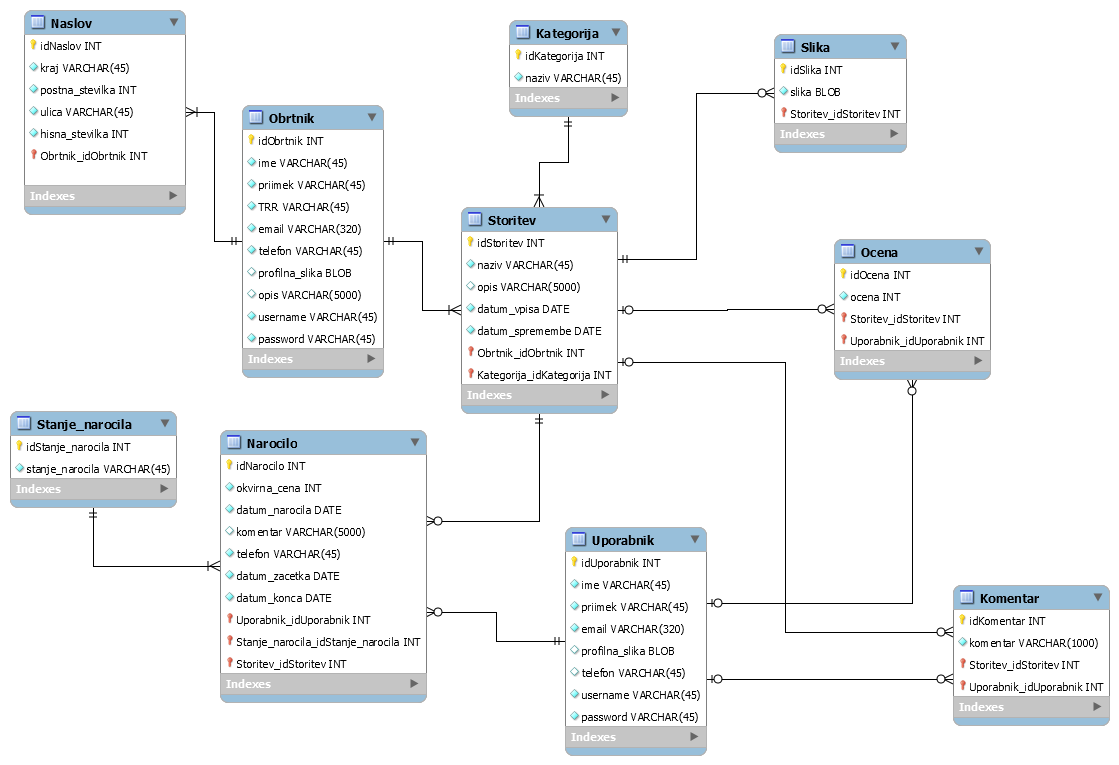 Naslov
idNaslov INT
kraj VARCHAR(45)
postna_stevilka INT
ulica VARCHAR(45)
hisna_stevilka INT
Obrtnik_idObrtnik INT
Indexes
Obrtnik
idObrtnik INT
ime VARCHAR(45)
priimek VARCHAR(45)
TRR VARCHAR(45)
email VARCHAR(320)
telefon VARCHAR(45)
profilna_slika BLOB
opis VARCHAR(5000)
username VARCHAR(45)
password VARCHAR(45)
Indexes
Kategorija
idKategorija INT
naziv VARCHAR(45)
Indexes
Slika
idSlika INT
slika BLOB
Storitev_idStoritev INT
Indexes
Storitev
idStoritev INT
naziv VARCHAR(45)
opis VARCHAR(5000)
datum_vpisa DATE
datum_spremembe DATE
Obrtnik_idObrtnik INT
Kategorija_idKategorija INT
Indexes
Ocena
idOcena INT
ocena INT
Storitev_idStoritev INT
Uporabnik_idUporabnik INT
Indexes
Stanje_narocila
idStanje_narocila INT
stanje_narocila VARCHAR(45)
Indexes
Narocilo
idNarocilo INT
okvirna_cena INT
datum_narocila DATE
komentar VARCHAR(5000)
telefon VARCHAR(45)
datum_zacetka DATE
datum_konca DATE
Uporabnik_idUporabnik INT
Stanje_narocila_idStanje_narocila INT
Storitev_idStoritev INT
Indexes
Uporabnik
idUporabnik INT
ime VARCHAR(45)
priimek VARCHAR(45)
email VARCHAR(320)
profilna_slika BLOB
telefon VARCHAR(45)
username VARCHAR(45)
password VARCHAR(45)
Indexes
Komentar
idKomentar INT
komentar VARCHAR(1000)
Storitev_idStoritev INT
Uporabnik_idUporabnik INT
Indexes